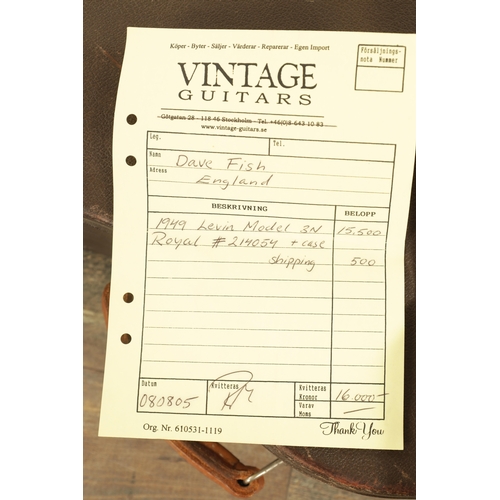 Köper - Byter - Säljer - Värderar - Reparerar - Egen Import
Försäljnings-
nota Nummer
VINTAGE
GUITARS
Götgatan 28 - 118 46 Stockholm - Tel. +46(0)8-643 10 83
www.vintage-guitars.se
Leg. Tel.
Namn Dave Fish
Adress England
BESKRIVNING BELOPP
1949 Levin Model 3N 15,500
Royal #214054 + case
shipping 500
Datum Kvitteras Kvitteras
Kronor 16.000-
080805
Varav
Moms
Org. Nr. 610531-1119 Thank You